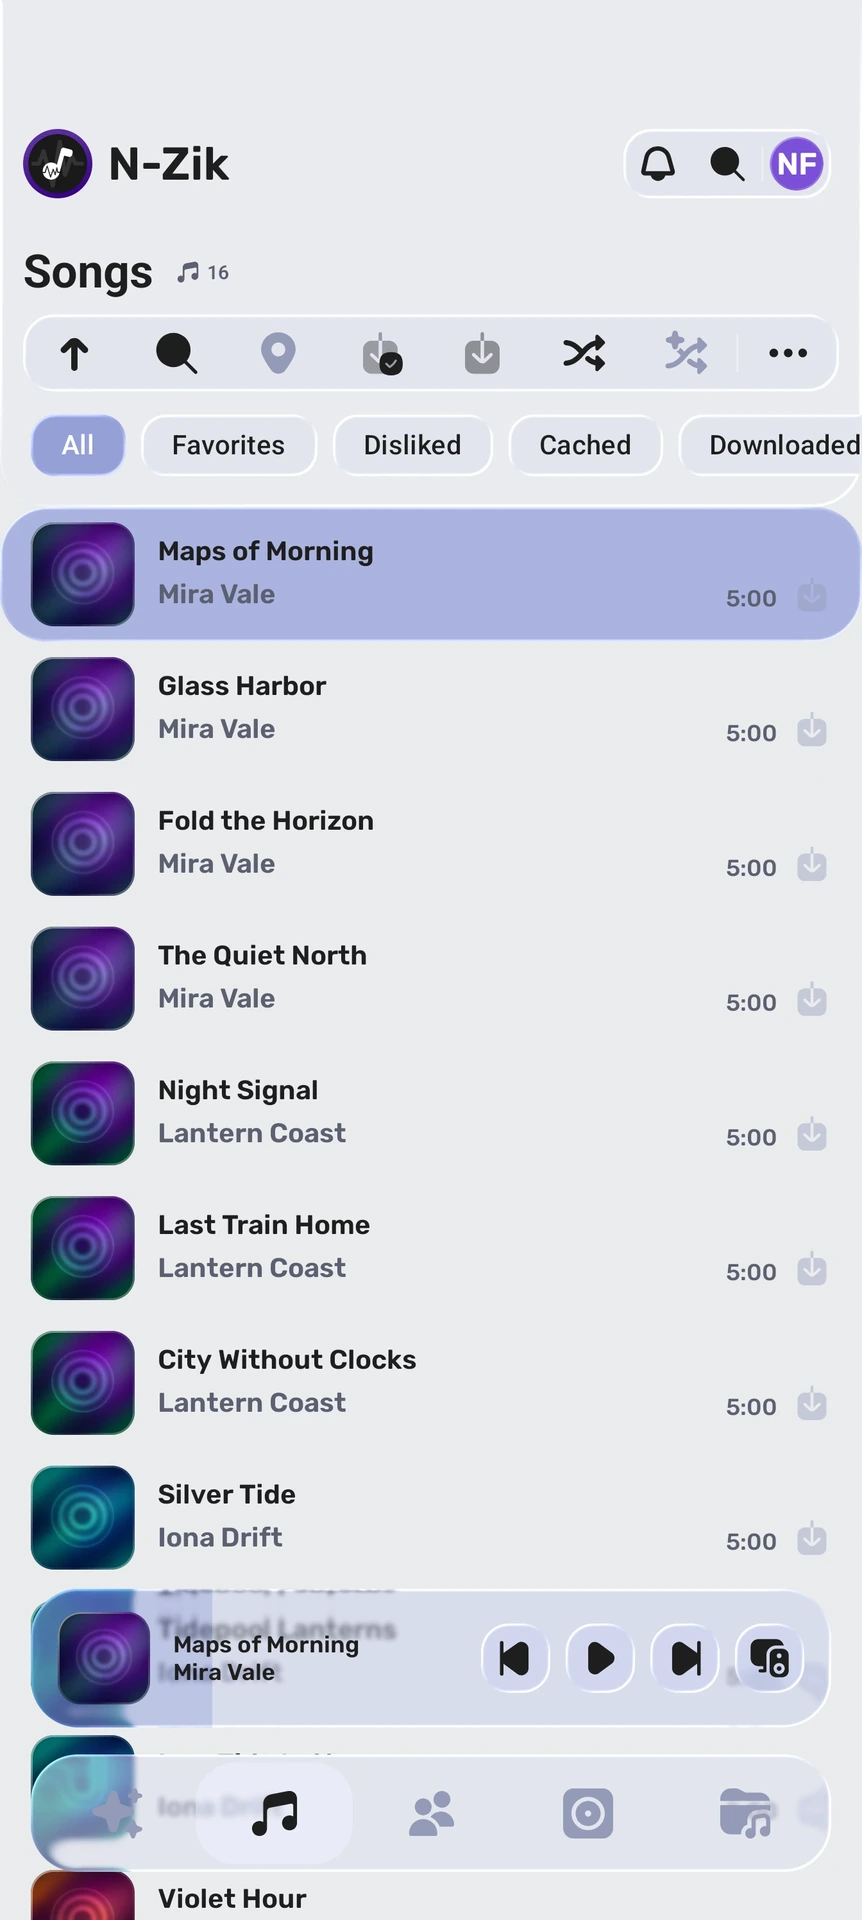 N-Zik
NF
Songs
16
All
Favorites
Disliked
Cached
Downloaded
Maps of Morning
Mira Vale
5:00
Glass Harbor
Mira Vale
5:00
Fold the Horizon
Mira Vale
5:00
The Quiet North
Mira Vale
5:00
Night Signal
Lantern Coast
5:00
Last Train Home
Lantern Coast
5:00
City Without Clocks
Lantern Coast
5:00
Silver Tide
Iona Drift
5:00
Tidepool Lanterns
Maps of Morning
Mira Vale
Violet Hour